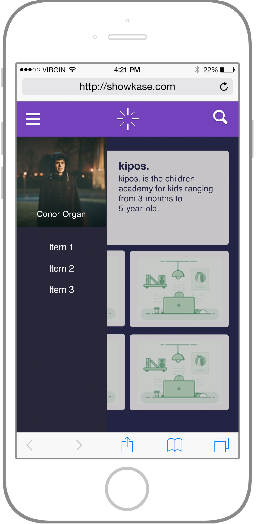 VIRGIN 4:21 PM 22%
http://showkase.com
Conor Organ
Item 1
Item 2
Item 3
kipos.
kipos. is the children
academy for kids ranging
from 3 months to
5-year-old.